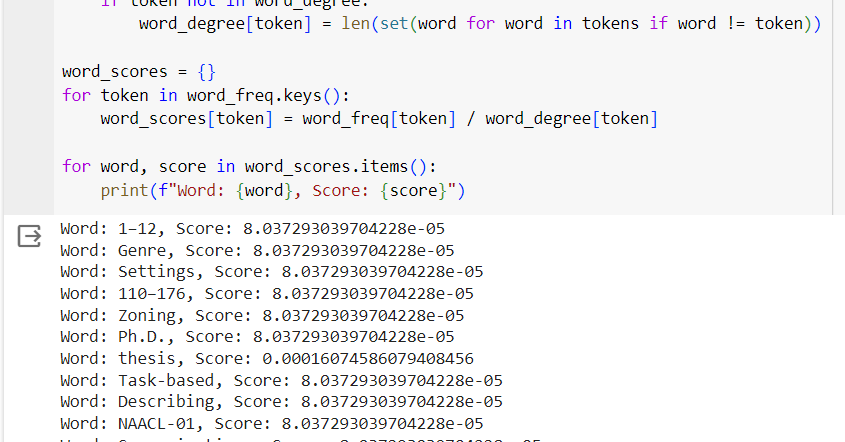 if token not in word_degree:
word_degree[token] = len(set(word for word in tokens if word != token))
word_scores = {}
for token in word_freq.keys():
word_scores[token] = word_freq[token] / word_degree[token]
for word, score in word_scores.items():
print(f"Word: {word}, Score: {score}")
Word: 1–12, Score: 8.037293039704228e-05
Word: Genre, Score: 8.037293039704228e-05
Word: Settings, Score: 8.037293039704228e-05
Word: 110–176, Score: 8.037293039704228e-05
Word: Zoning, Score: 8.037293039704228e-05
Word: Ph.D., Score: 8.037293039704228e-05
Word: thesis, Score: 0.00016074586079408456
Word: Task-based, Score: 8.037293039704228e-05
Word: Describing, Score: 8.037293039704228e-05
Word: NAACL-01, Score: 8.037293039704228e-05